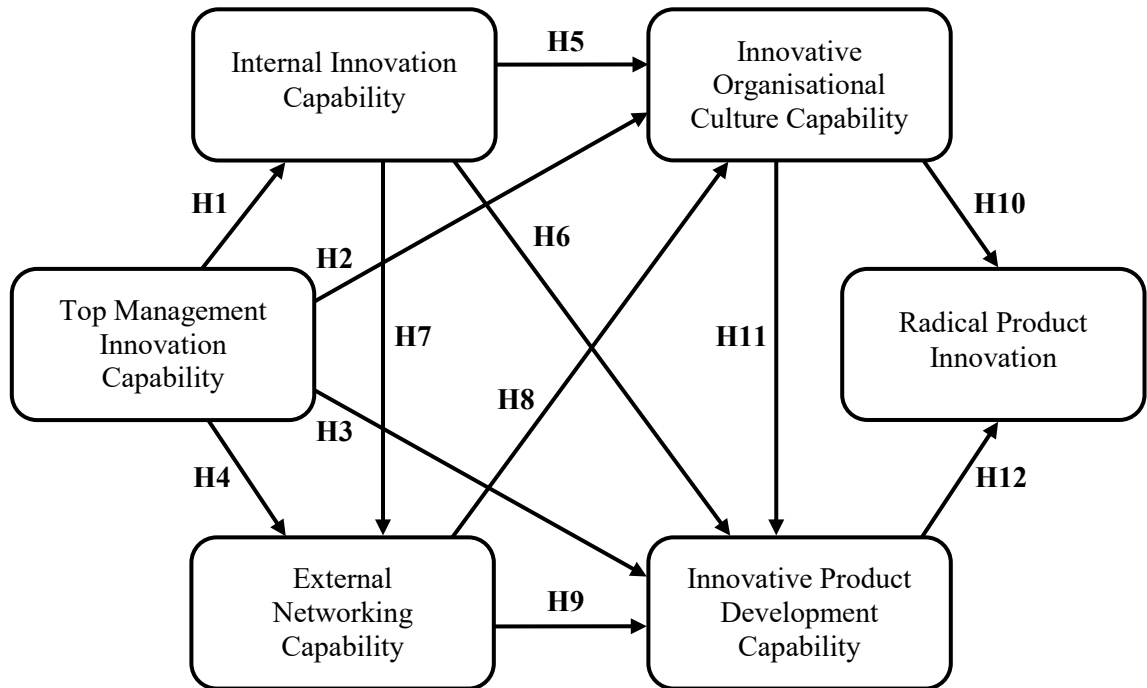 Internal Innovation
Capability
H5
Innovative
Organisational
Culture Capability
H1
H2
H6
H10
Top Management
Innovation
Capability
H7
H11
Radical Product
Innovation
H8
H3
H4
H12
External
Networking
Capability
H9
Innovative Product
Development
Capability